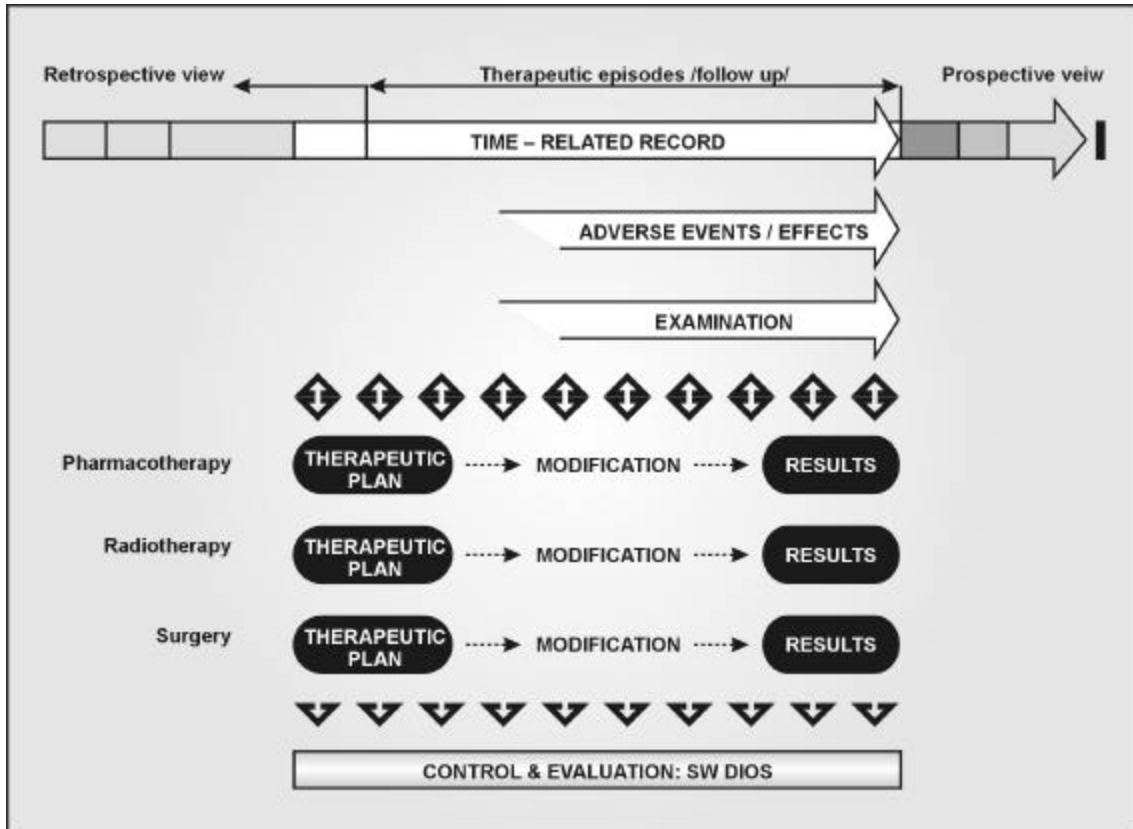 Retrospective view
Therapeutic episodes /follow up/
Prospective veiw
TIME – RELATED RECORD
ADVERSE EVENTS / EFFECTS
EXAMINATION
Pharmacotherapy
THERAPEUTIC
PLAN
MODIFICATION
RESULTS
Radiotherapy
THERAPEUTIC
PLAN
MODIFICATION
RESULTS
Surgery
THERAPEUTIC
PLAN
MODIFICATION
RESULTS
CONTROL & EVALUATION: SW DIOS